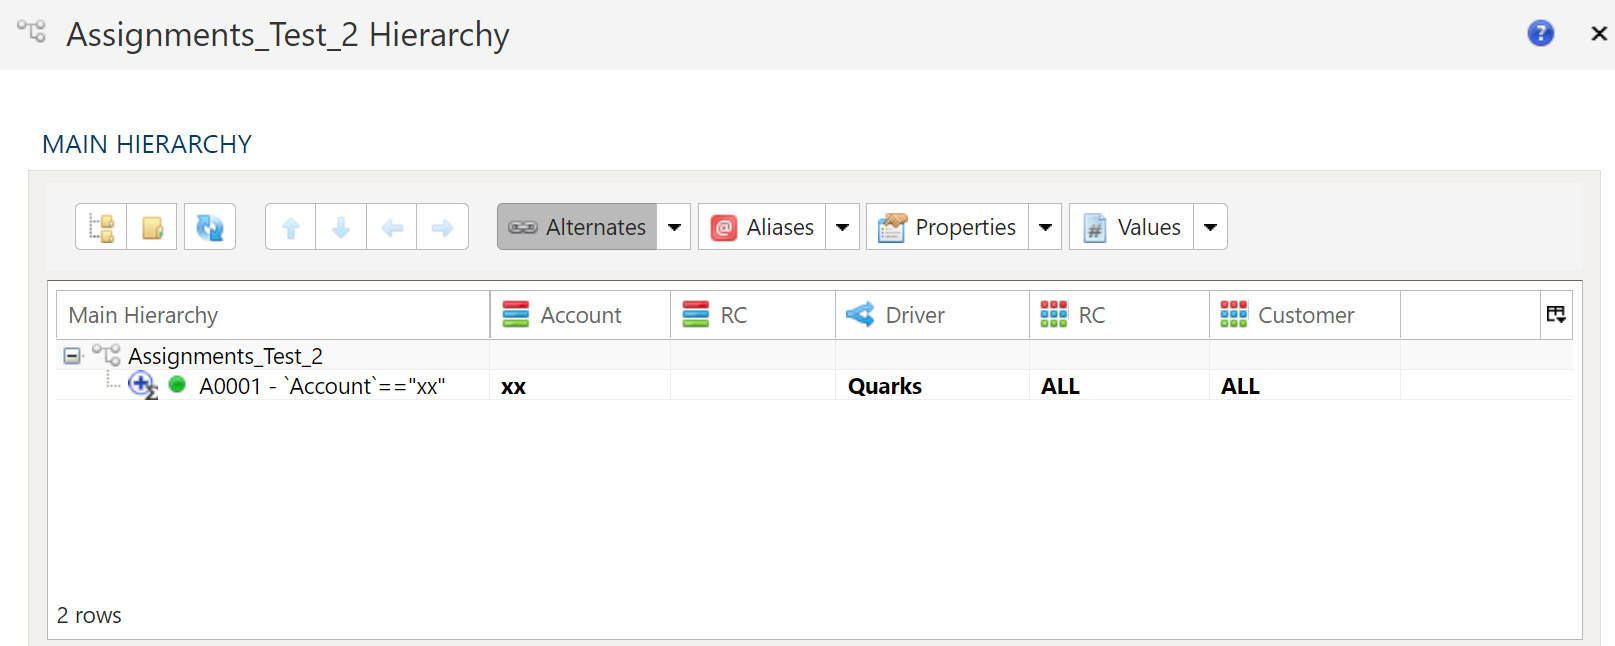 Assignments_Test_2 Hierarchy
MAIN HIERARCHY
Alternates Aliases Properties Values
Main Hierarchy Account RC Driver RC Customer
Assignments_Test_2
A0001 - `Account`=="xx" xx Quarks ALL ALL
2 rows